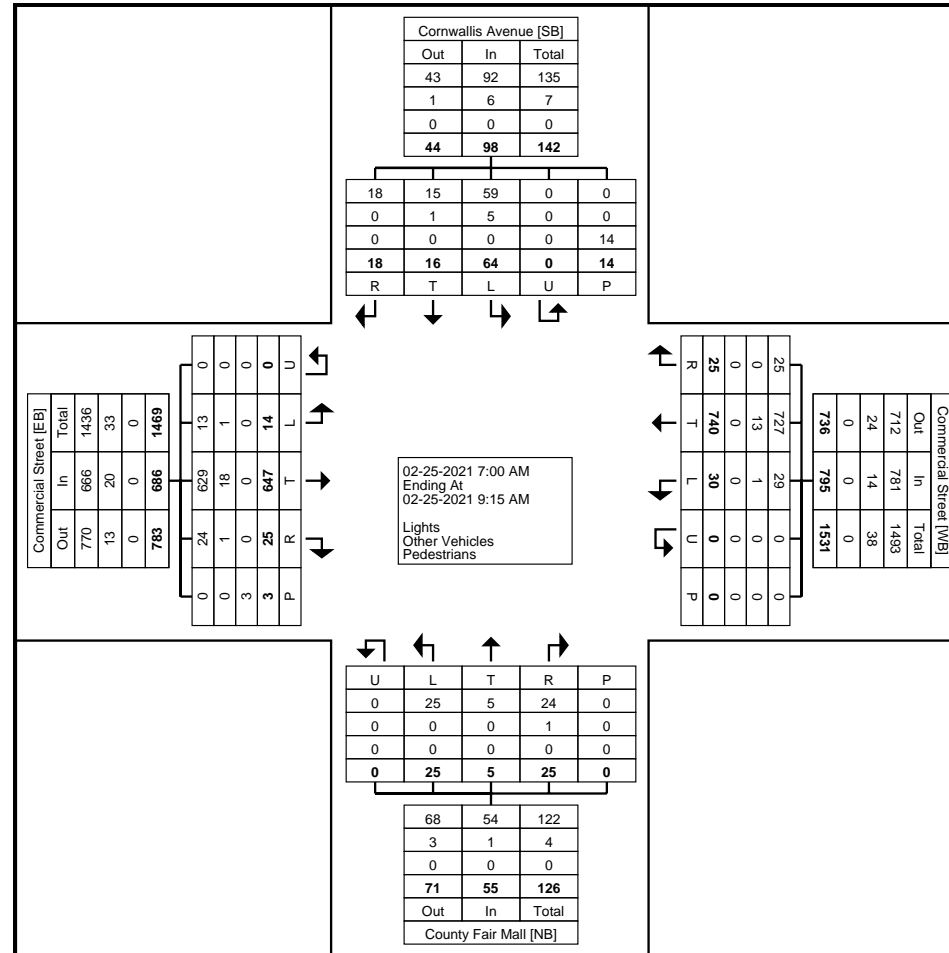 Cornwallis Avenue [SB]
Out In Total
43 92 135
1 6 7
0 0 0
44 98 142
18 15 59 0 0
0 1 5 0 0
0 0 0 0 14
18 16 64 0 14
R T L U P
Commercial Street [EB]
Total 1436 33 0 1469
In 666 20 0 686
Out 770 13 0 783
0 0 0 0 U
13 1 0 14 L
629 18 0 647 T
24 1 0 25 R
0 0 3 3 P
02-25-2021 7:00 AM
Ending At
02-25-2021 9:15 AM
Lights
Other Vehicles
Pedestrians
R 25 0 0 25
T 740 0 13 727
L 30 0 1 29
U 0 0 0 0
P 0 0 0 0
736 0 24 712 Out
795 0 14 781 In
1531 0 38 1493 Total
Commercial Street [WB]
U L T R P
0 25 5 24 0
0 0 0 1 0
0 0 0 0 0
0 25 5 25 0
68 54 122
3 1 4
0 0 0
71 55 126
Out In Total
County Fair Mall [NB]